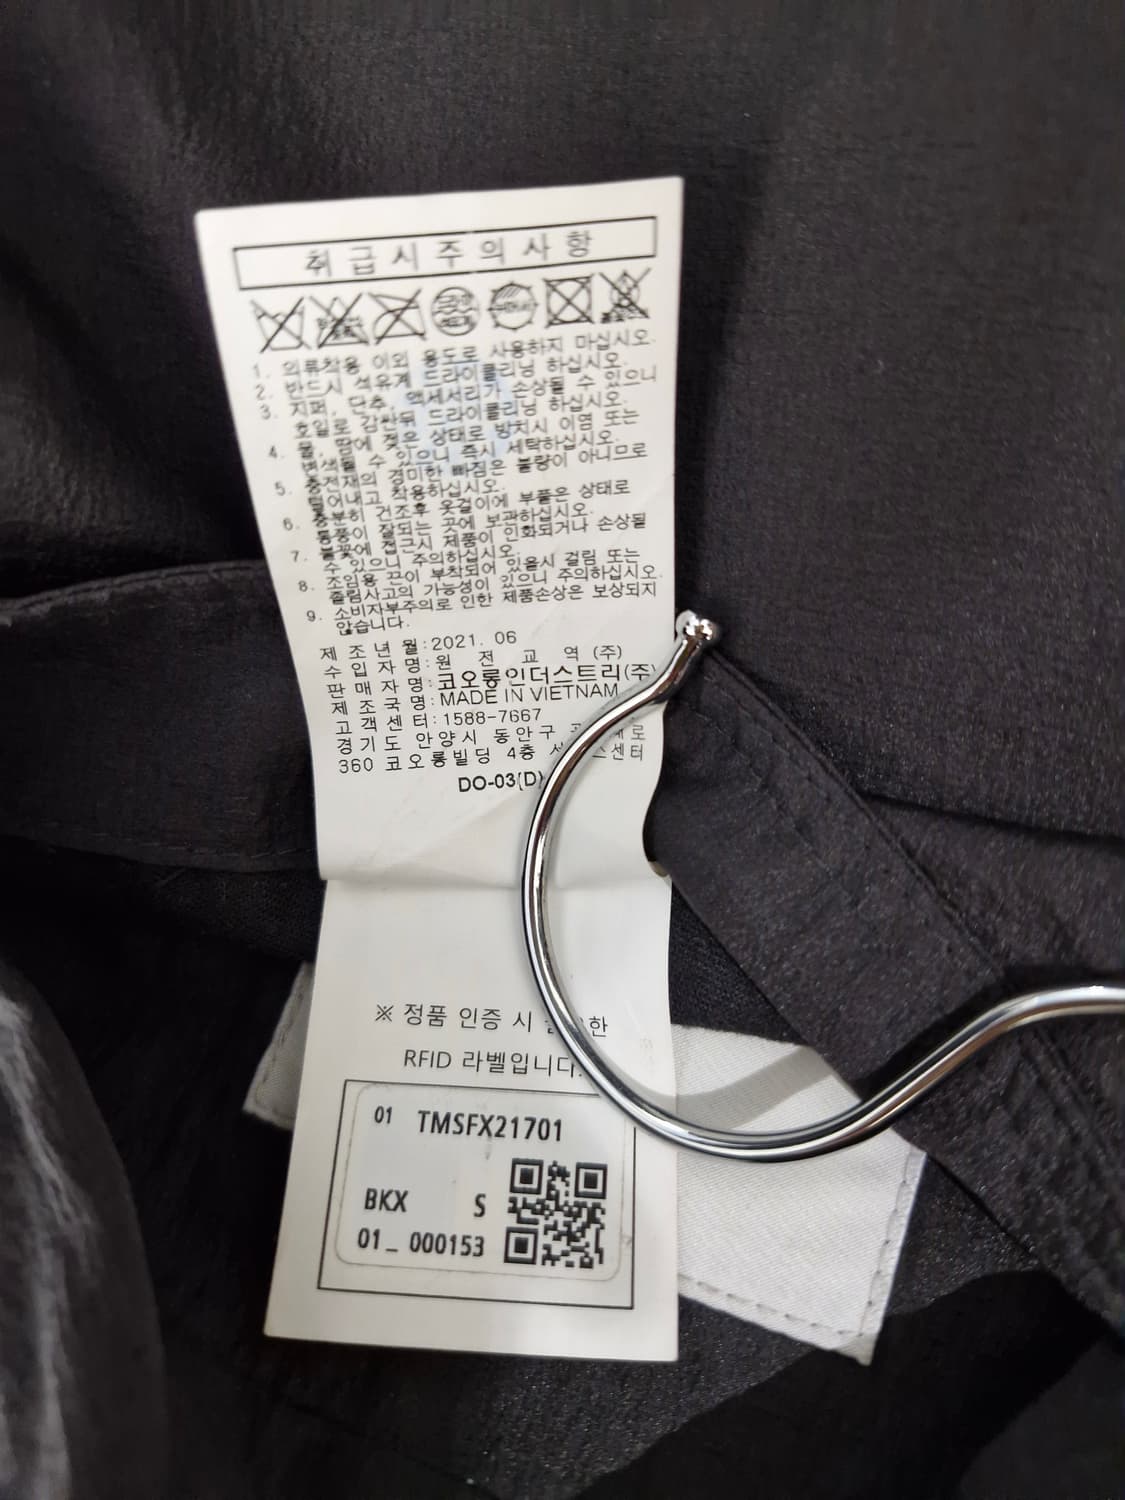 취급시주의사항
1. 의류착용 이외 용도로 사용하지 마십시오.
2. 반드시 석유계 드라이클리닝 하십시오.
3. 지퍼, 단추, 액세서리가 손상될 수 있으니
호일로 감싼뒤 드라이클리닝 하십시오.
4. 물, 땀에 젖은 상태로 방치시 이염 또는
변색될 수 있으니 즉시 세탁하십시오.
5. 충전재의 경미한 빠짐은 불량이 아니므로
털어내고 착용하십시오.
6. 충분히 건조후 옷걸이에 부풀은 상태로
통풍이 잘되는 곳에 보관하십시오.
7. 불꽃에 접근시 제품이 인화되거나 손상될
수 있으니 주의하십시오.
8. 조임용 끈이 부착되어 있을시 걸림 또는
졸림사고의 가능성이 있으니 주의하십시오.
9. 소비자부주의로 인한 제품손상은 보상되지
않습니다.
제조년월:2021. 06
수입자명:원 전 교 역 (주)
판매자명:코오롱인더스트리(주)
제조국명:MADE IN VIETNAM
고객센터:1588-7667
경기도 안양시 동안구
360 코오롱빌딩 4층
DO-03(D)
※ 정품 인증 시
RFID 라벨입니다.
01 TMSFX21701
BKX S
01_ 000153